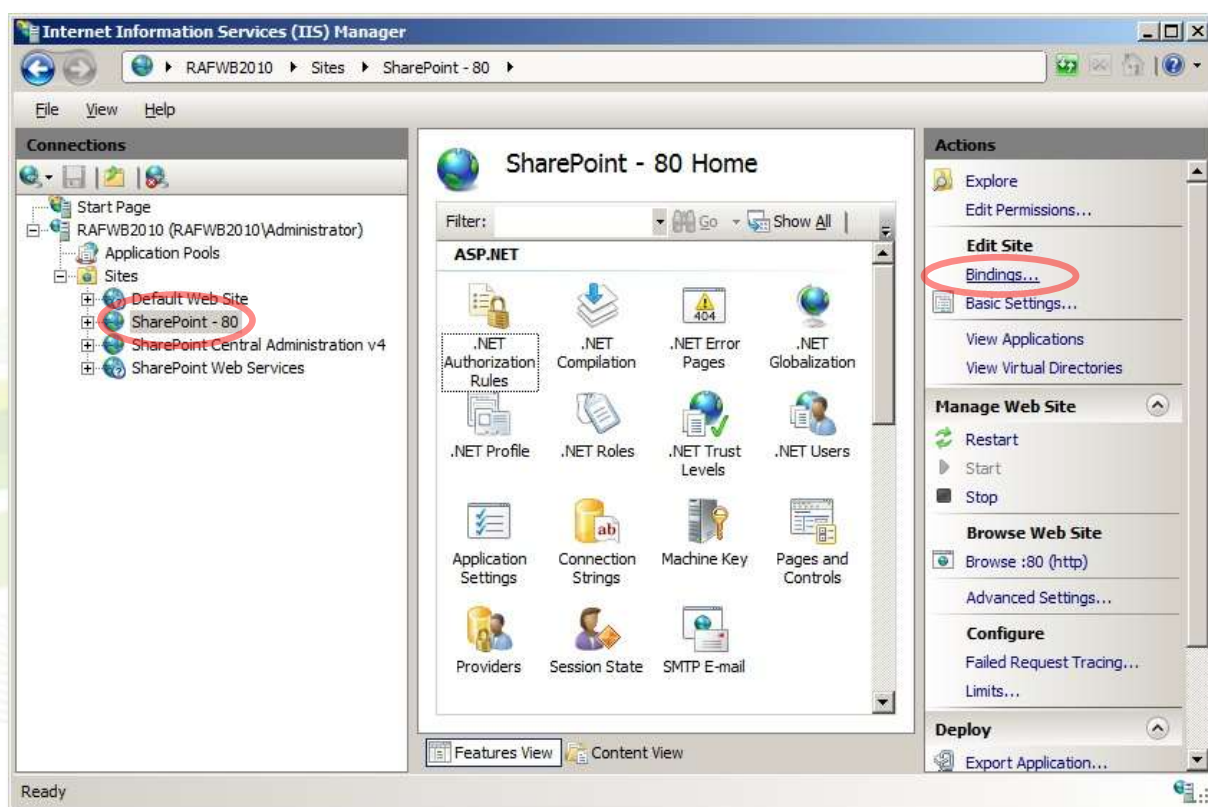 Internet Information Services (IIS) Manager
RAFWB2010 Sites SharePoint - 80
File View Help
Connections
Start Page
RAFWB2010 (RAFWB2010\Administrator)
Application Pools
Sites
Default Web Site
SharePoint - 80
SharePoint Central Administration v4
SharePoint Web Services
SharePoint - 80 Home
Filter: Go Show All
ASP.NET
404
.NET Authorization Rules
.NET Compilation
.NET Error Pages
.NET Globalization
.NET Profile
.NET Roles
.NET Trust Levels
.NET Users
ab
Application Settings
Connection Strings
Machine Key
Pages and Controls
Providers
Session State
SMTP E-mail
Features View
Content View
Actions
Explore
Edit Permissions...
Edit Site
Bindings...
Basic Settings...
View Applications
View Virtual Directories
Manage Web Site
Restart
Start
Stop
Browse Web Site
Browse :80 (http)
Advanced Settings...
Configure
Failed Request Tracing...
Limits...
Deploy
Export Application...
Ready